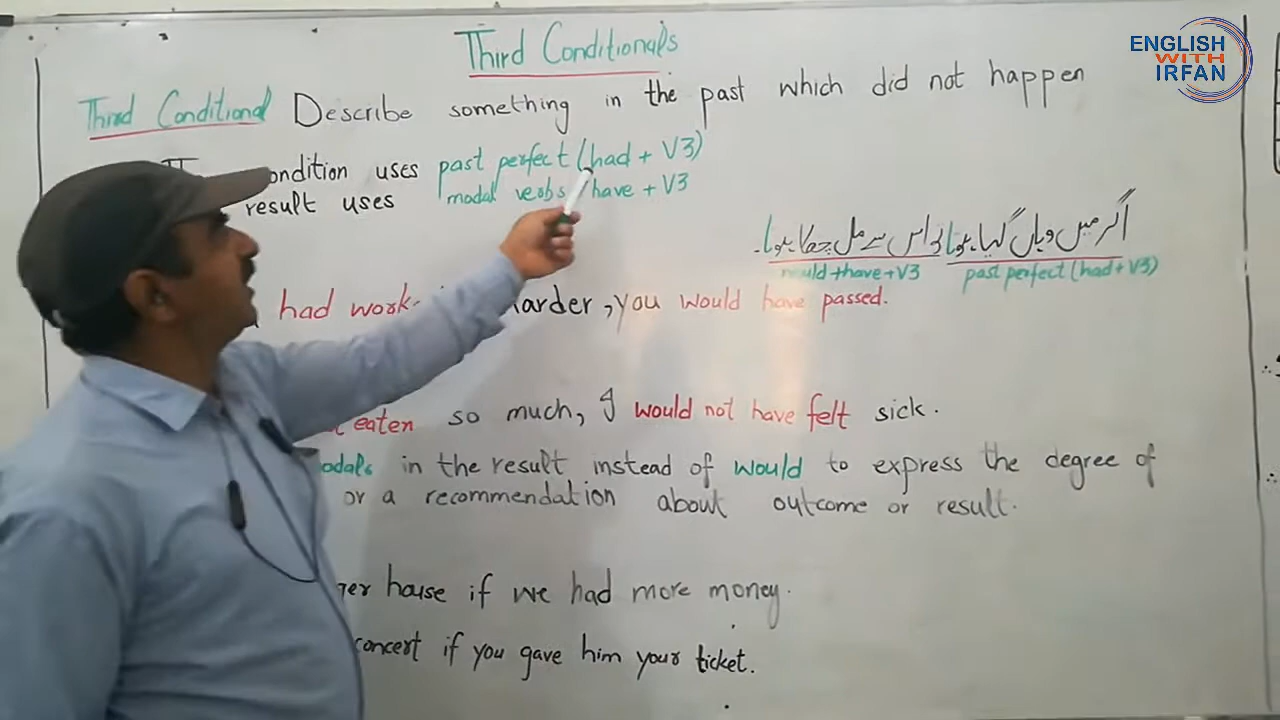 Third Conditionals
ENGLISH
WITH
IRFAN
Third Conditional Describe something in the past which did not happen
ondition uses past perfect (had + V3)
result uses modal verbs have + V3
اگر میں وہاں گیا ہوتا تو اس سے مل چکا ہوتا۔
would+have+V3 past perfect (had+V3)
had work harder, you would have passed.
eaten so much, I would not have felt sick.
odals in the result instead of would to express the degree of
or a recommendation about outcome or result.
ger house if we had more money.
concert if you gave him your ticket.